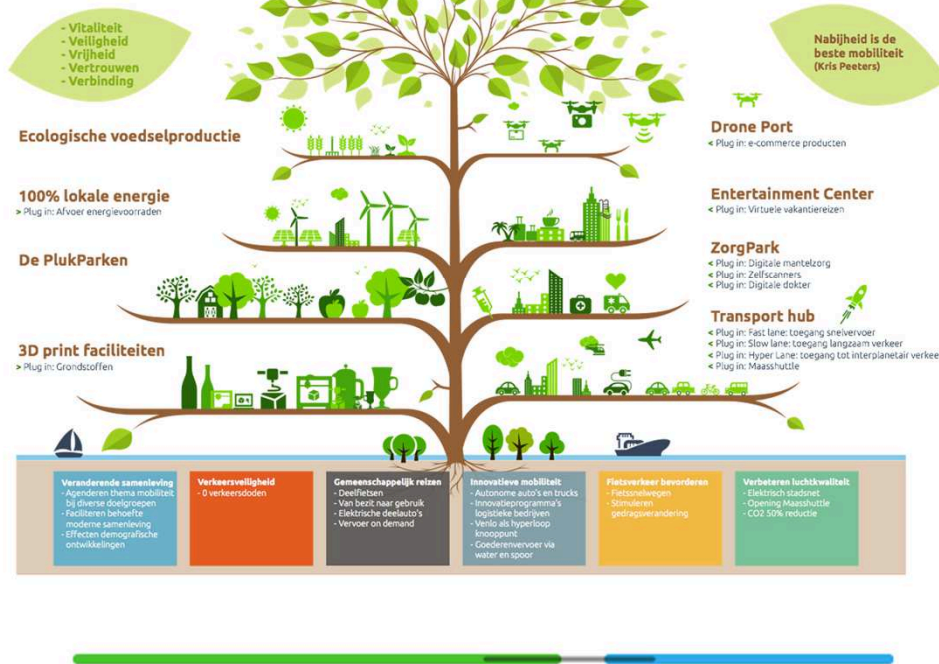 - Vitaliteit
- Veiligheid
- Vrijheid
- Vertrouwen
- Verbinding
Nabijheid is de
beste mobiliteit
(Kris Peeters)
Ecologische voedselproductie
100% lokale energie
> Plug in: Afvoer energievoorraden
De PlukParken
3D print faciliteiten
> Plug in: Grondstoffen
Drone Port
< Plug in: e-commerce producten
Entertainment Center
< Plug in: Virtuele vakantiereizen
ZorgPark
< Plug in: Digitale mantelzorg
< Plug in: Zelfscanners
< Plug in: Digitale dokter
Transport hub
< Plug in: Fast lane: toegang snelvervoer
< Plug in: Slow lane: toegang langzaam verkeer
< Plug in: Hyper Lane: toegang tot interplanetair verkee
< Plug in: Maasshuttle
Veranderende samenleving
- Agenderen thema mobiliteit
bij diverse doelgroepen
- Faciliteren behoefte
moderne samenleving
- Effecten demografische
ontwikkelingen
Verkeersveiligheid
- 0 verkeersdoden
Gemeenschappelijk reizen
- Deelfietsen
- Van bezit naar gebruik
- Elektrische deelauto's
- Vervoer on demand
Innovatieve mobiliteit
- Autonome auto's en trucks
- Innovatieprogramma's
logistieke bedrijven
- Venlo als hyperloop
knooppunt
- Goederenvervoer via
water en spoor
Fietsverkeer bevorderen
- Fietssnelwegen
- Stimuleren
gedragsverandering
Verbeteren luchtkwaliteit
- Elektrisch stadsnet
- Opening Maasshuttle
- CO2 50% reductie